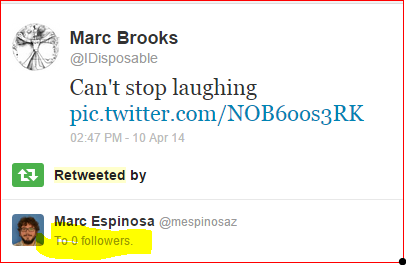 Marc Brooks
@IDisposable
Can't stop laughing
pic.twitter.com/NOB6oos3RK
02:47 PM - 10 Apr 14
Retweeted by
Marc Espinosa @mespinosaz
To 0 followers.